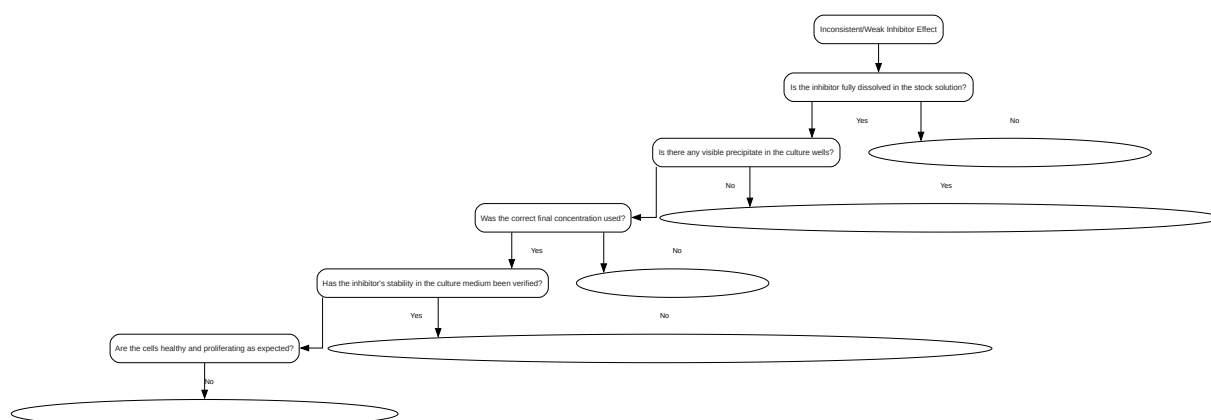 Inconsistent/Weak Inhibitor Effect
Is the inhibitor fully dissolved in the stock solution?
Yes
No
Is there any visible precipitate in the culture wells?
No
Yes
Was the correct final concentration used?
Yes
No
Has the inhibitor's stability in the culture medium been verified?
Yes
No
Are the cells healthy and proliferating as expected?
No